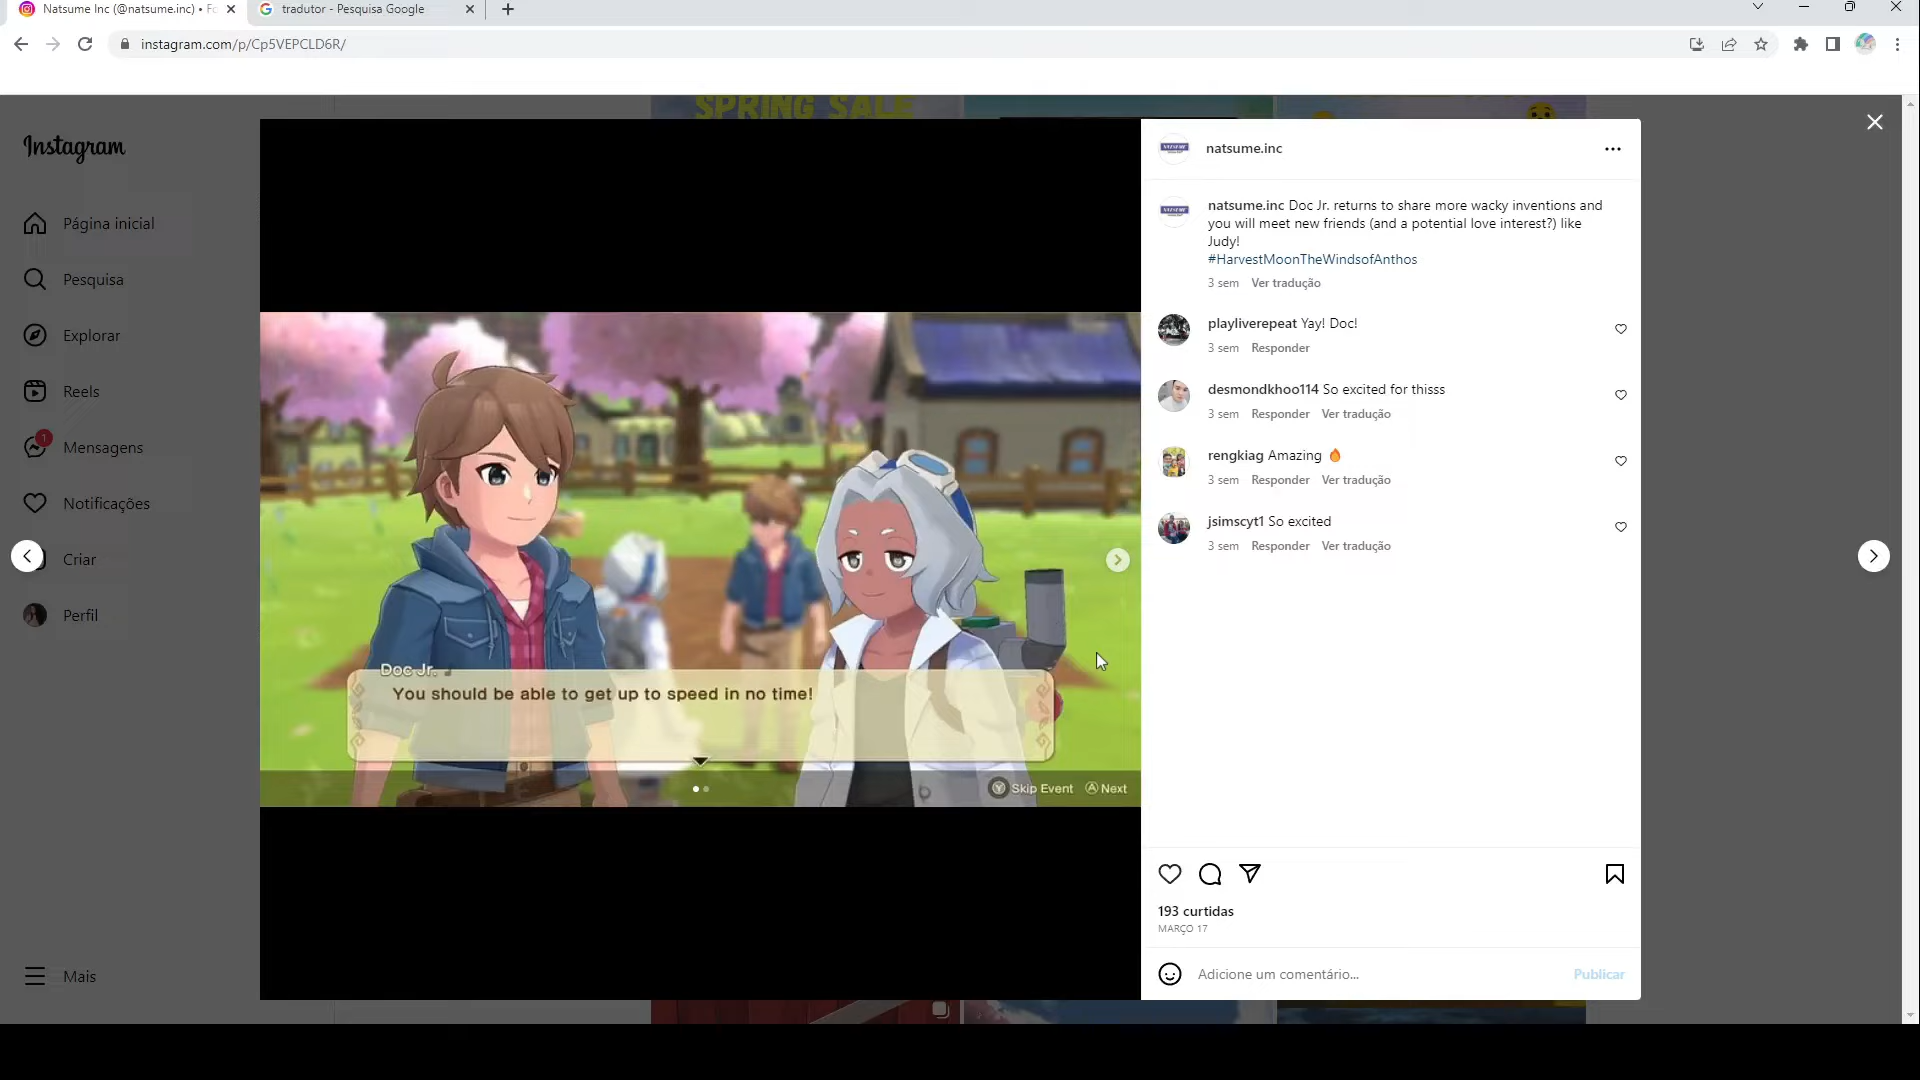 Natsume Inc (@natsume.inc) • Fo
tradutor - Pesquisa Google
instagram.com/p/Cp5VEPCLD6R/
SPRING SALE
Instagram
Página inicial
Pesquisa
Explorar
Reels
1
Mensagens
Notificações
Criar
Perfil
Mais
Doc Jr.
You should be able to get up to speed in no time!
Y Skip Event A Next
natsume.inc
natsume.inc Doc Jr. returns to share more wacky inventions and
you will meet new friends (and a potential love interest?) like
Judy!
#HarvestMoonTheWindsofAnthos
3 sem Ver tradução
playliverepeat Yay! Doc!
3 sem Responder
desmondkhoo114 So excited for thisss
3 sem Responder Ver tradução
rengkiag Amazing 🔥
3 sem Responder Ver tradução
jsimscyt1 So excited
3 sem Responder Ver tradução
193 curtidas
MARÇO 17
Adicione um comentário...
Publicar